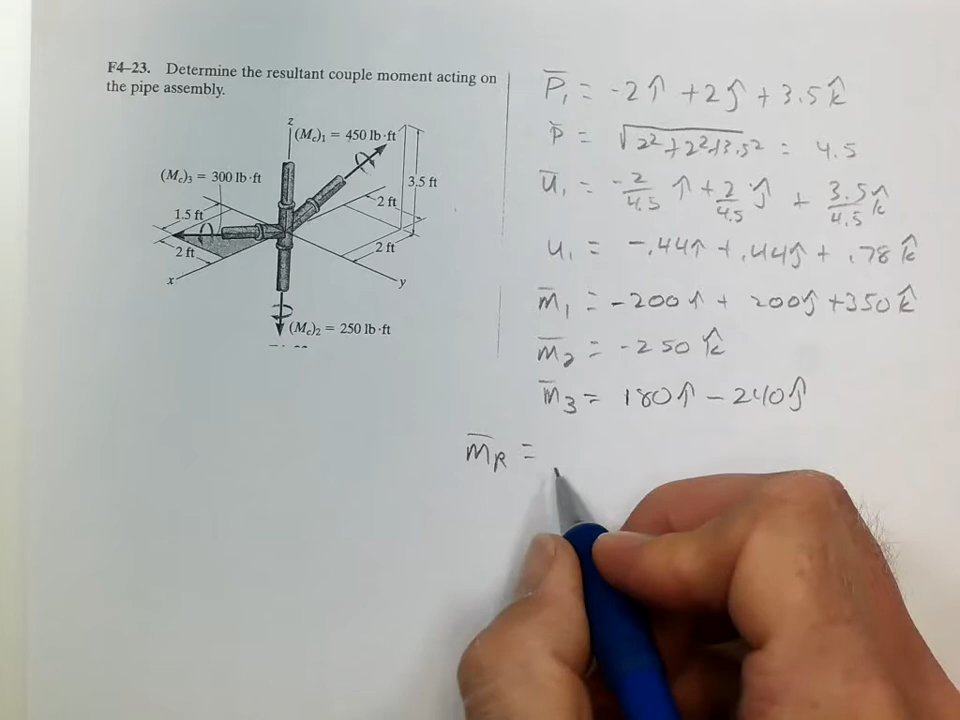 F4–23. Determine the resultant couple moment acting on
the pipe assembly.
z
(Mc)1 = 450 lb·ft
(Mc)3 = 300 lb·ft
3.5 ft
2 ft
1.5 ft
2 ft
2 ft
x
y
(Mc)2 = 250 lb·ft
P̅₁ = -2î + 2ĵ + 3.5k̂
P̅ = √2²+2²+3.5² = 4.5
u̅₁ = -2/4.5 î + 2/4.5 ĵ + 3.5/4.5 k̂
u₁ = -.44î + .44ĵ + .78k̂
m̅₁ = -200î + 200ĵ + 350k̂
m̅₂ = -250k̂
m̅₃ = 180î - 240ĵ
m̅R =